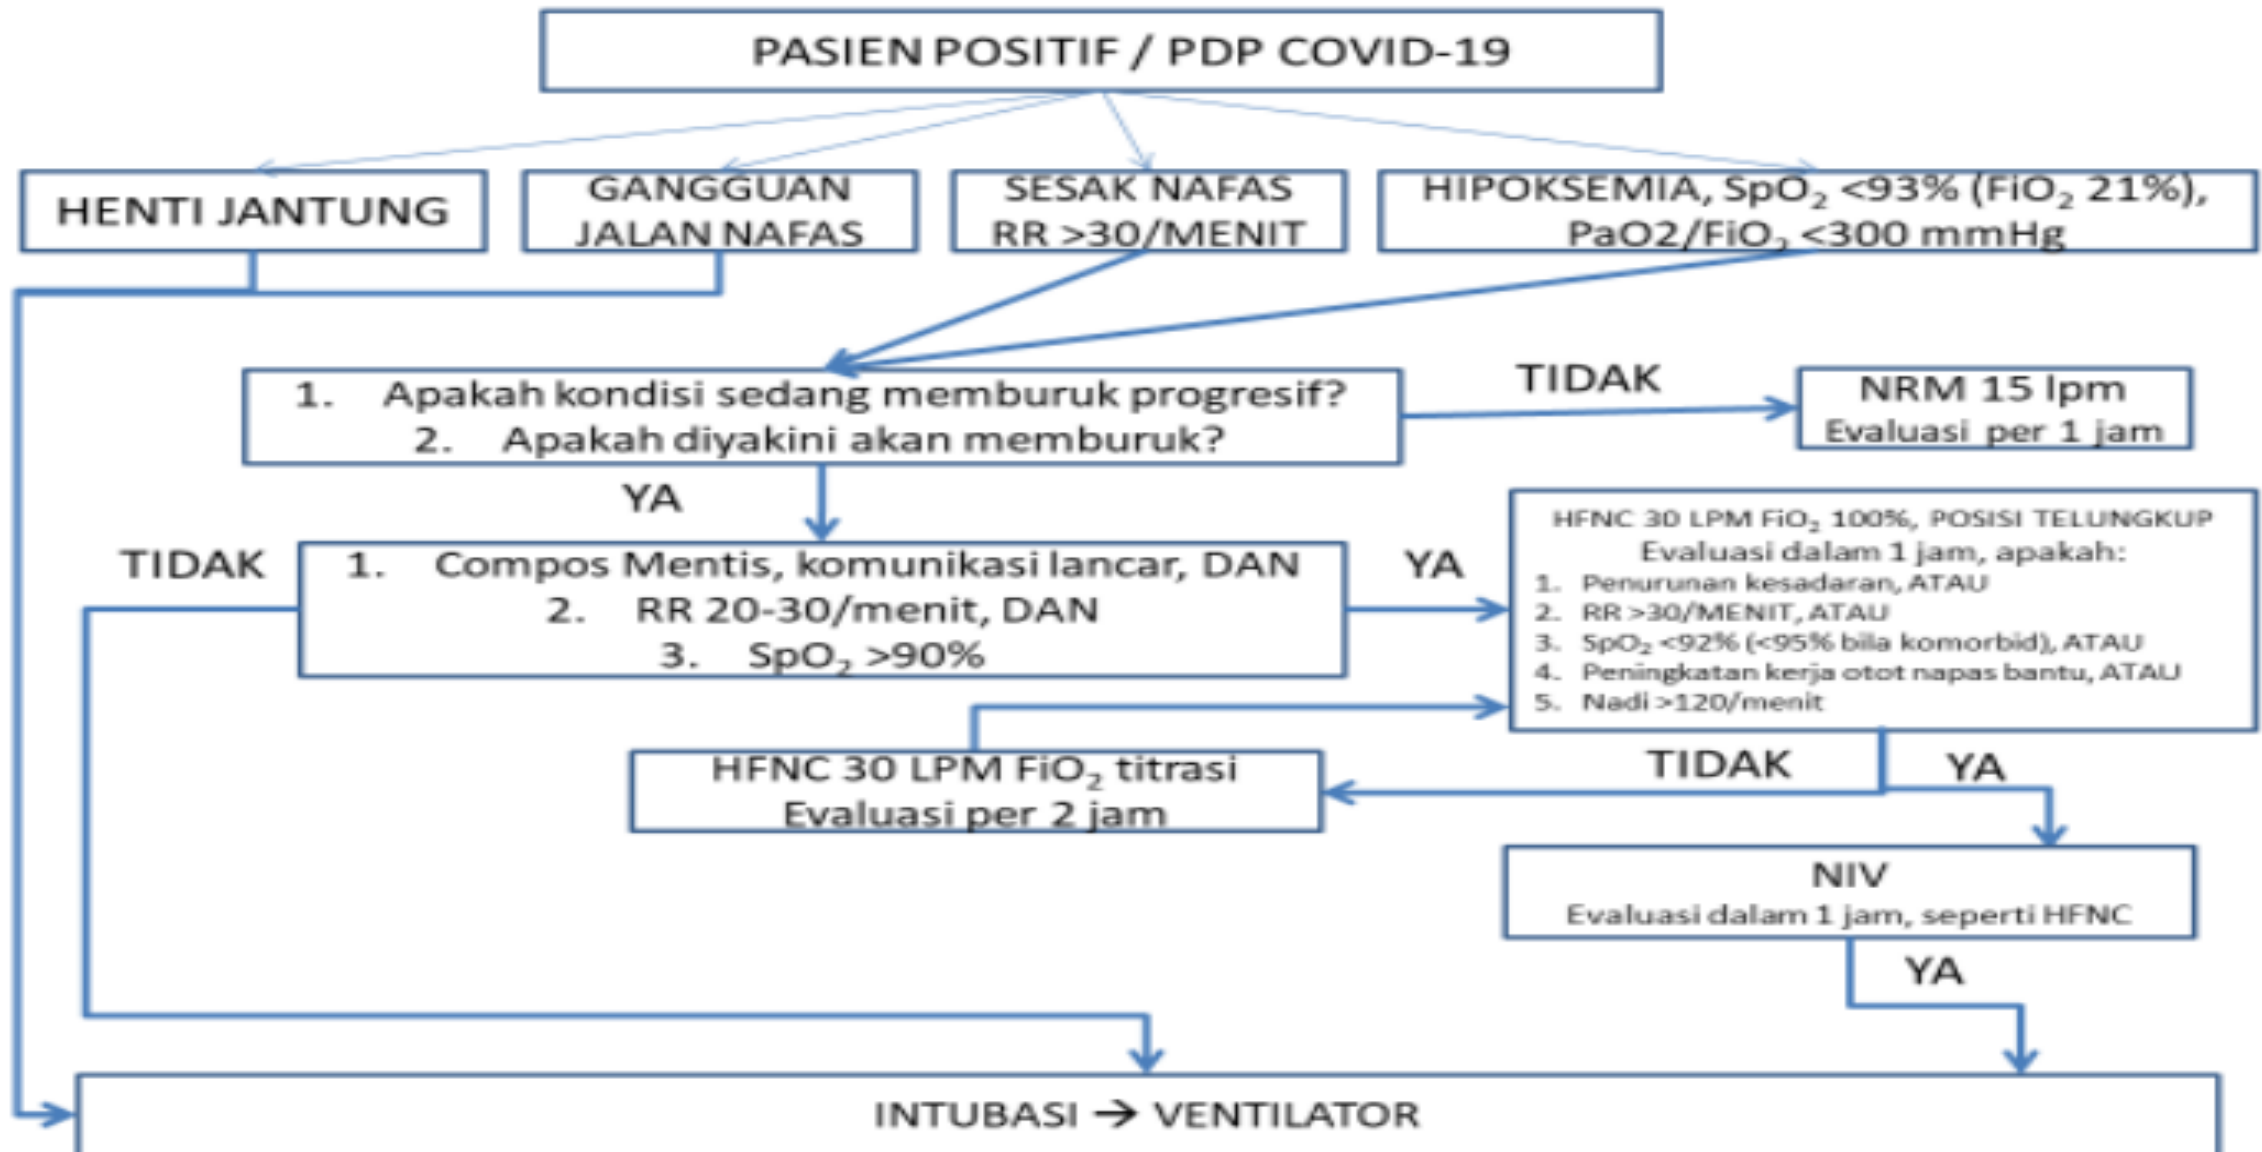 PASIEN POSITIF / PDP COVID-19
HENTI JANTUNG
GANGGUAN
JALAN NAFAS
SESAK NAFAS
RR >30/MENIT
HIPOKSEMIA, SpO₂ <93% (FiO₂ 21%),
PaO2/FiO₂ <300 mmHg
1. Apakah kondisi sedang memburuk progresif?
2. Apakah diyakini akan memburuk?
TIDAK
NRM 15 lpm
Evaluasi per 1 jam
YA
TIDAK
1. Compos Mentis, komunikasi lancar, DAN
2. RR 20-30/menit, DAN
3. SpO₂ >90%
YA
HFNC 30 LPM FiO₂ 100%, POSISI TELUNGKUP
Evaluasi dalam 1 jam, apakah:
1. Penurunan kesadaran, ATAU
2. RR >30/MENIT, ATAU
3. SpO₂ <92% (<95% bila komorbid), ATAU
4. Peningkatan kerja otot napas bantu, ATAU
5. Nadi >120/menit
HFNC 30 LPM FiO₂ titrasi
Evaluasi per 2 jam
TIDAK
YA
NIV
Evaluasi dalam 1 jam, seperti HFNC
YA
INTUBASI → VENTILATOR